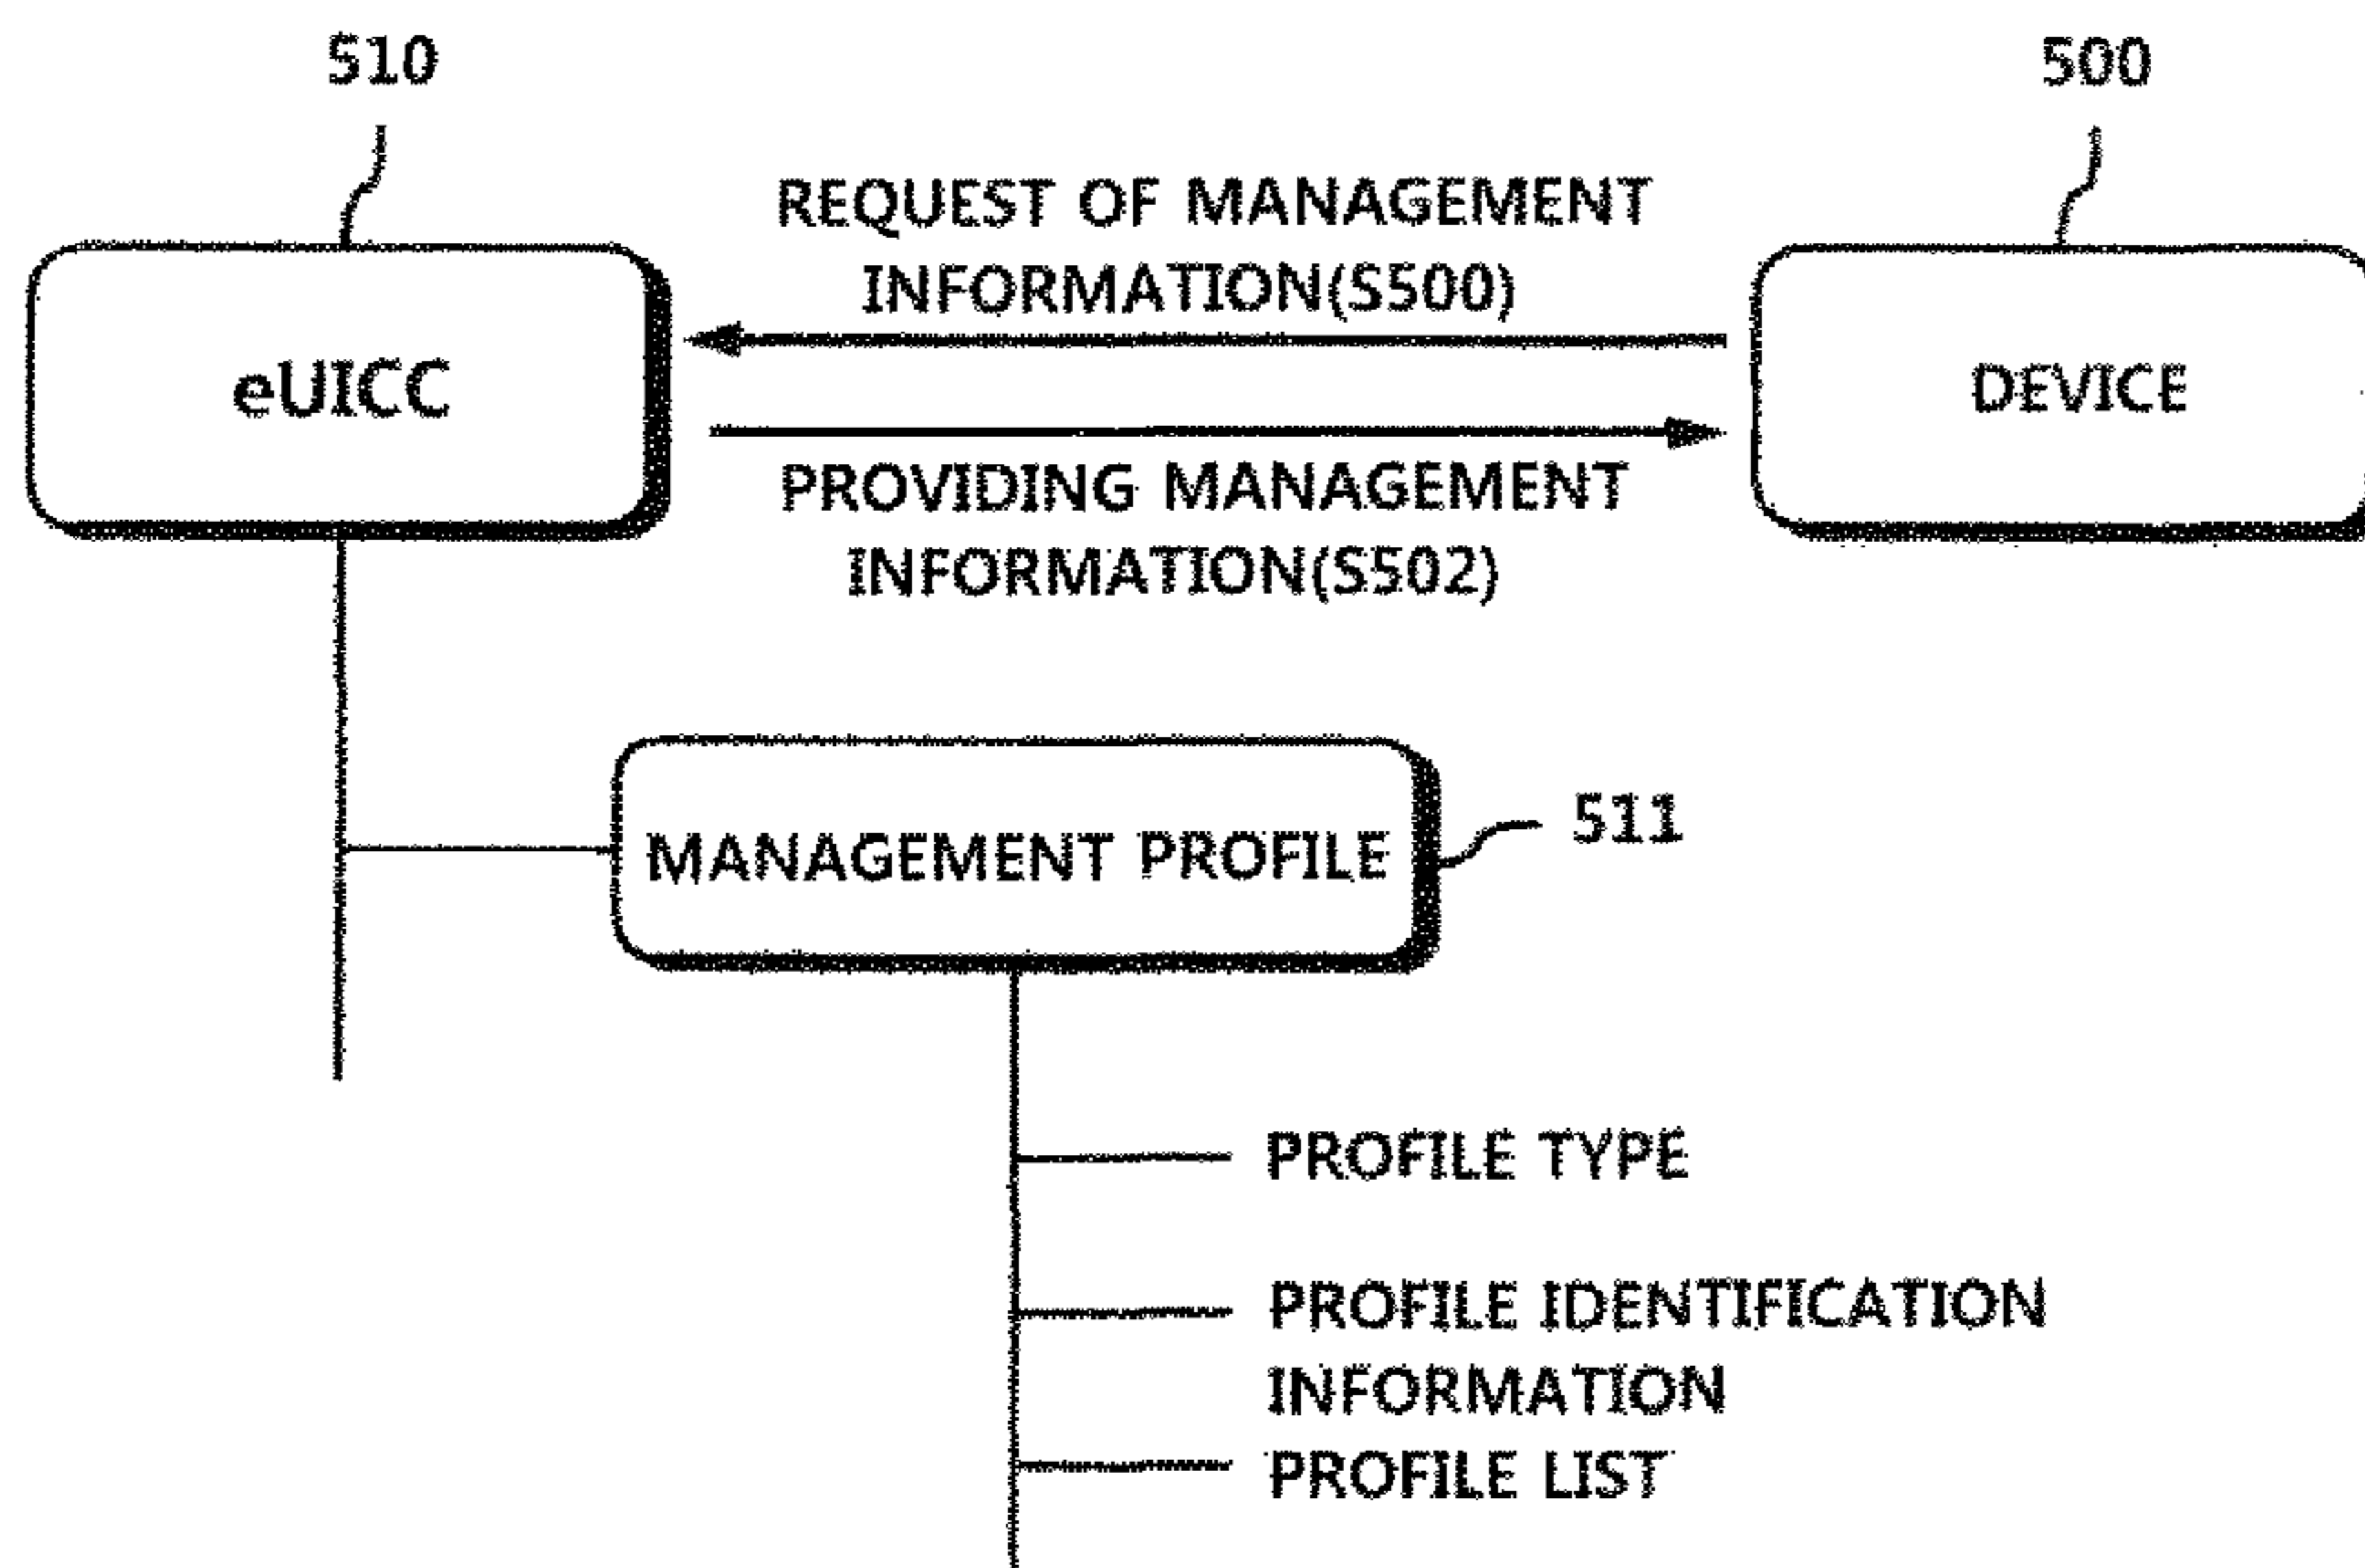 510
500
REQUEST OF MANAGEMENT
INFORMATION(S500)
eUICC
DEVICE
PROVIDING MANAGEMENT
INFORMATION(S502)
MANAGEMENT PROFILE
511
PROFILE TYPE
PROFILE IDENTIFICATION
INFORMATION
PROFILE LIST